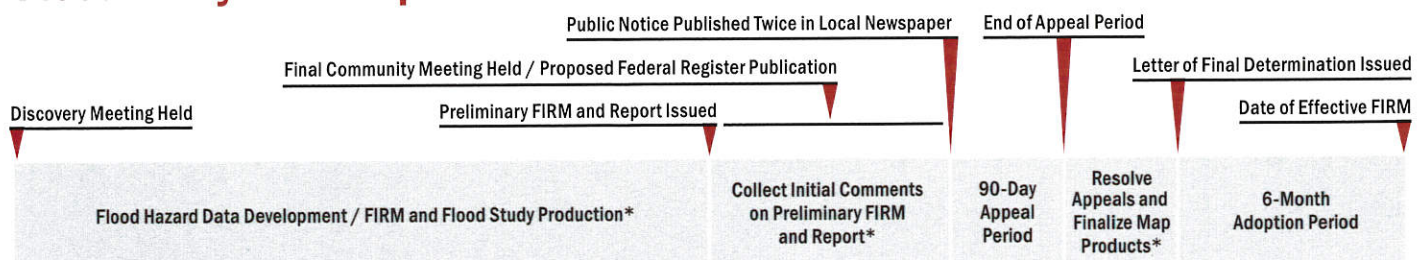 Public Notice Published Twice in Local Newspaper
End of Appeal Period
Final Community Meeting Held / Proposed Federal Register Publication
Letter of Final Determination Issued
Discovery Meeting Held
Preliminary FIRM and Report Issued
Date of Effective FIRM
Flood Hazard Data Development / FIRM and Flood Study Production*
Collect Initial Comments
on Preliminary FIRM
and Report*
90-Day
Appeal
Period
Resolve
Appeals and
Finalize Map
Products*
6-Month
Adoption Period